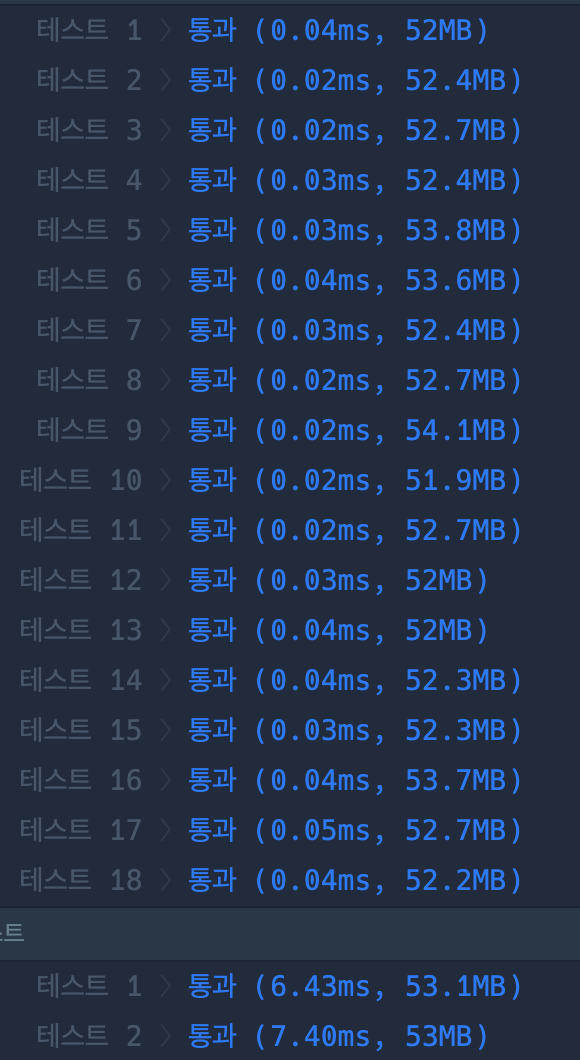 테스트 1 〉 통과 (0.04ms, 52MB)
테스트 2 〉 통과 (0.02ms, 52.4MB)
테스트 3 〉 통과 (0.02ms, 52.7MB)
테스트 4 〉 통과 (0.03ms, 52.4MB)
테스트 5 〉 통과 (0.03ms, 53.8MB)
테스트 6 〉 통과 (0.04ms, 53.6MB)
테스트 7 〉 통과 (0.03ms, 52.4MB)
테스트 8 〉 통과 (0.02ms, 52.7MB)
테스트 9 〉 통과 (0.02ms, 54.1MB)
테스트 10 〉 통과 (0.02ms, 51.9MB)
테스트 11 〉 통과 (0.02ms, 52.7MB)
테스트 12 〉 통과 (0.03ms, 52MB)
테스트 13 〉 통과 (0.04ms, 52MB)
테스트 14 〉 통과 (0.04ms, 52.3MB)
테스트 15 〉 통과 (0.03ms, 52.3MB)
테스트 16 〉 통과 (0.04ms, 53.7MB)
테스트 17 〉 통과 (0.05ms, 52.7MB)
테스트 18 〉 통과 (0.04ms, 52.2MB)
트
테스트 1 〉 통과 (6.43ms, 53.1MB)
테스트 2 〉 통과 (7.40ms, 53MB)